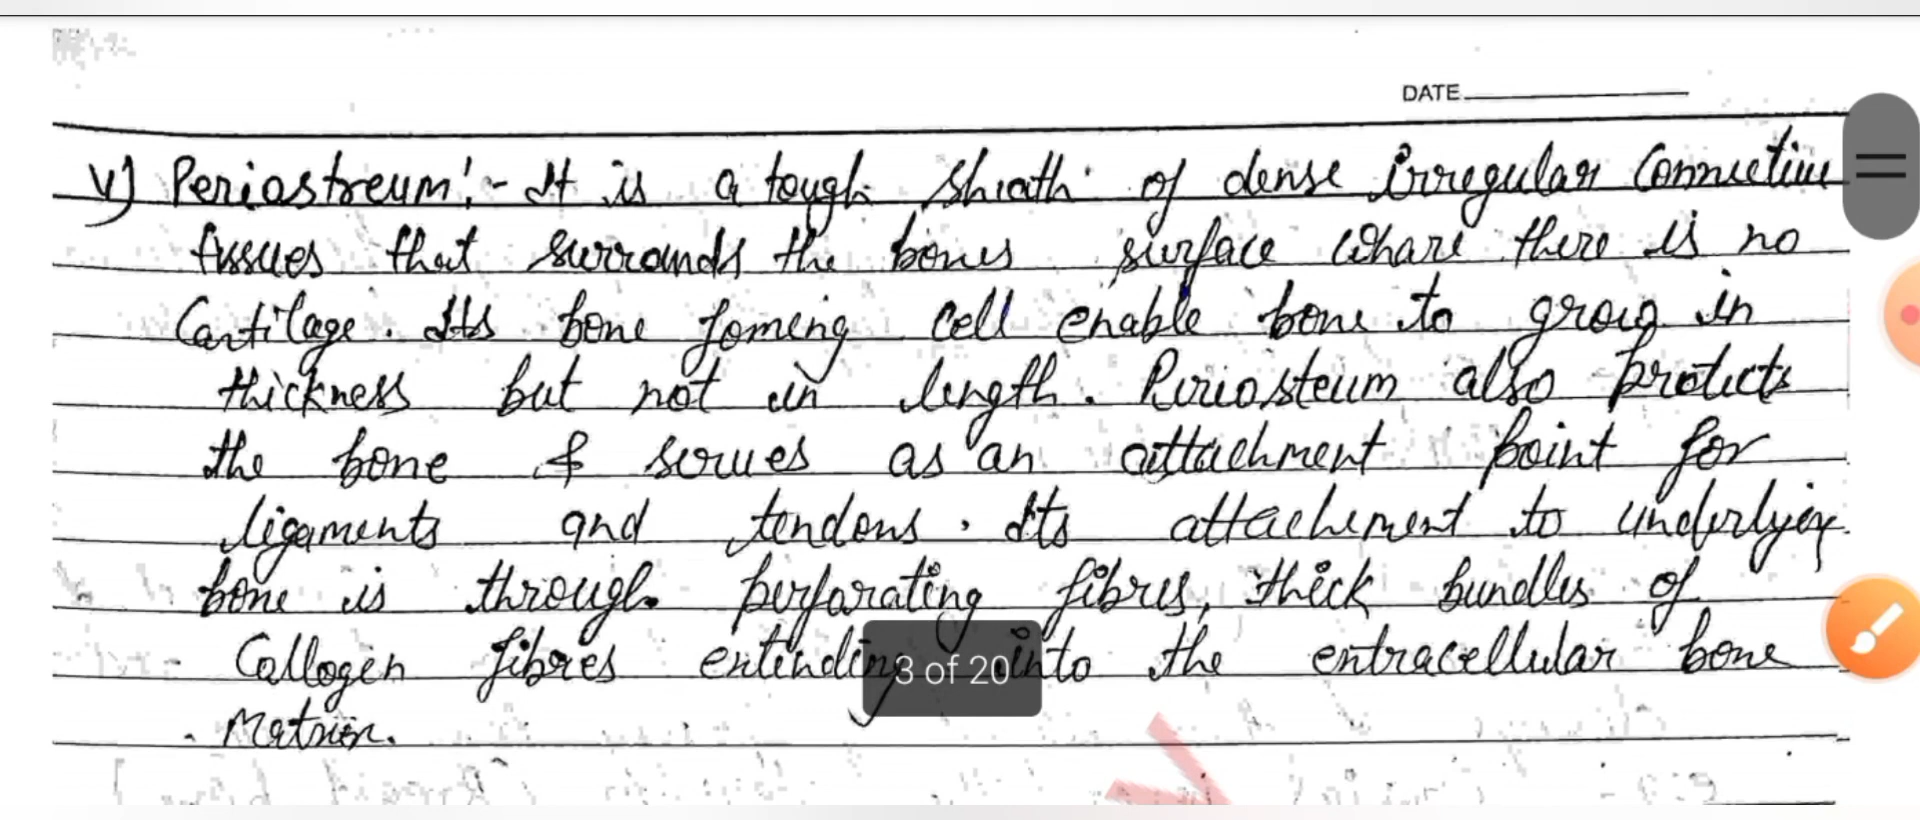 DATE
V) Periostreum:- It is a tough sheath of dense irregular Connective
tissues that surrounds the bones surface whare there is no
Cartilage. Its bone foming cell enable bone to grow in
thickness but not in length. Periosteum also protects
the bone & serves as an attachment point for
ligaments and tendons. Its attachement to underlying
bone is through perforating fibres, thick bundles of
Collogen fibres extending into the extracellular bone
3 of 20
Matrix.